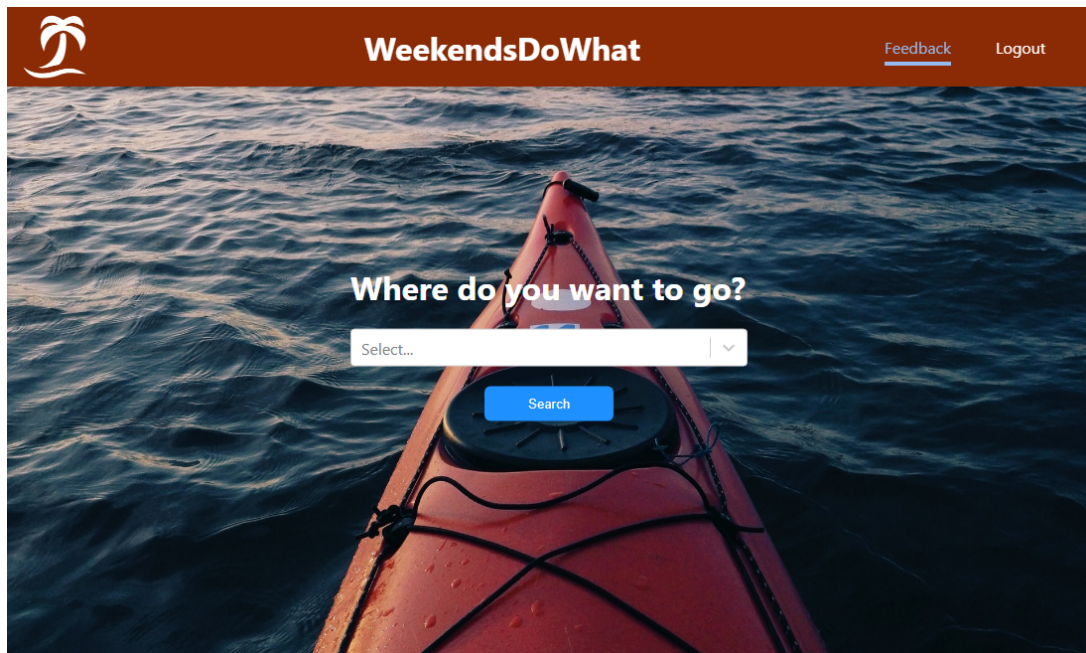 WeekendsDoWhat
Feedback
Logout
Where do you want to go?
Select...
Search